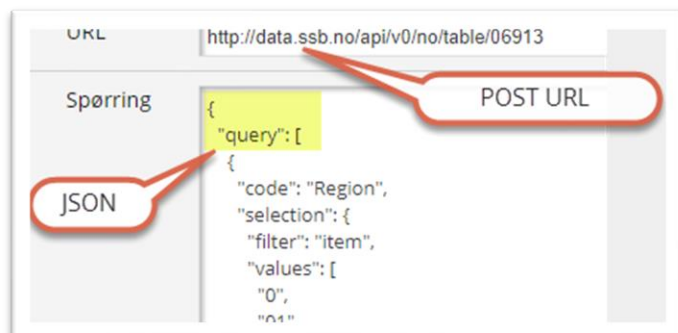 URL http://data.ssb.no/api/v0/no/table/06913
POST URL
Spørring {
"query": [
{
JSON
"code": "Region",
"selection": {
"filter": "item",
"values": [
"0",
"01"